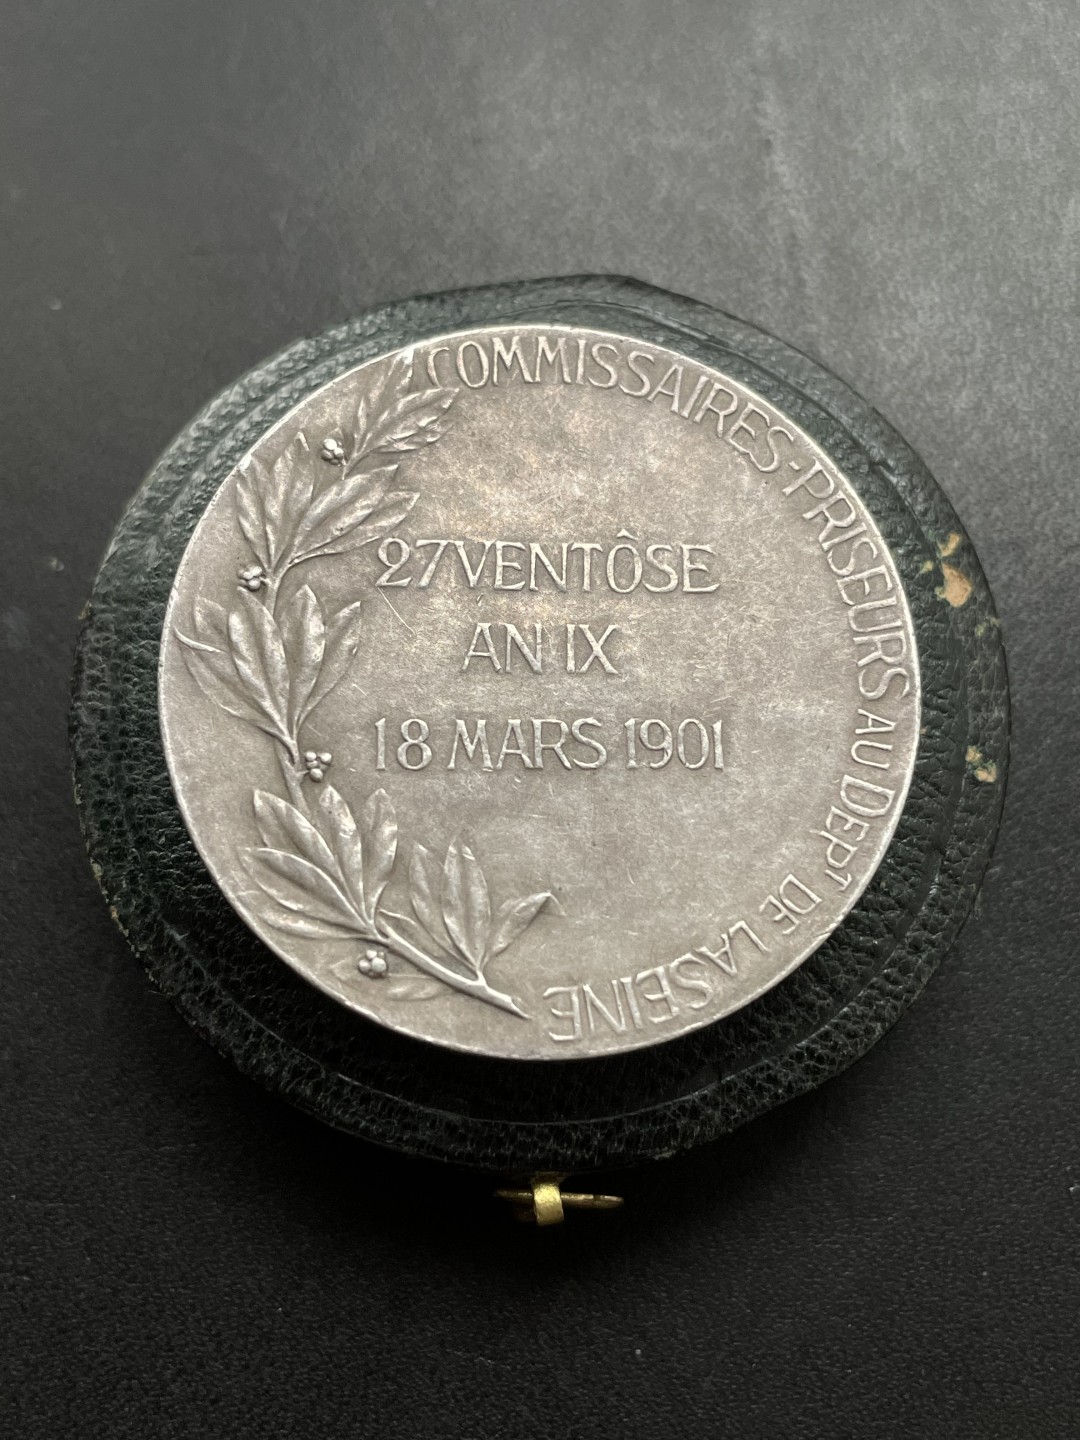 COMMISSAIRES-PRISEURS AU DEPT DE LA SEINE
27 VENTÔSE
AN IX
18 MARS 1901